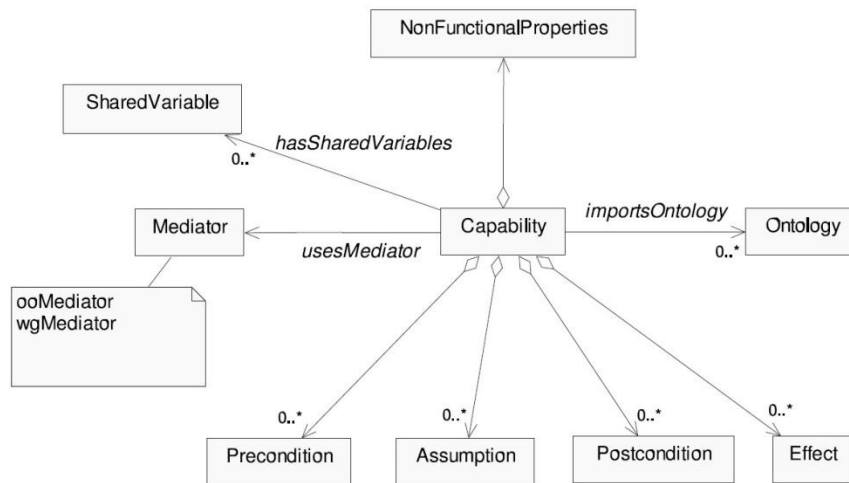 NonFunctionalProperties
SharedVariable
hasSharedVariables
0..*
Mediator
usesMediator
Capability
importsOntology
0..*
Ontology
ooMediator
wgMediator
0..*
0..*
0..*
0..*
Precondition
Assumption
Postcondition
Effect